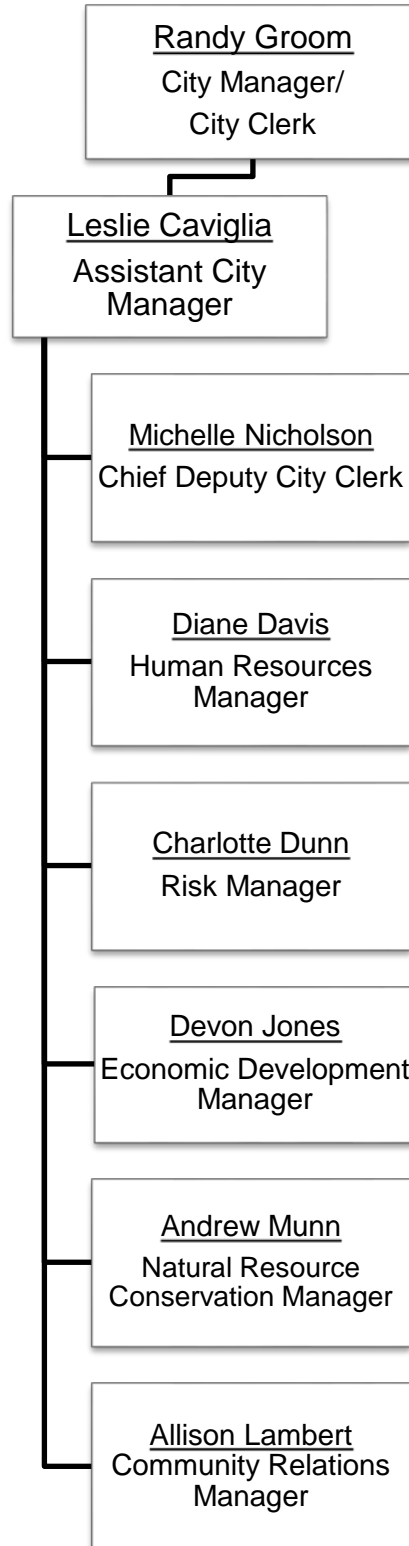 Randy Groom
City Manager/
City Clerk
Leslie Caviglia
Assistant City
Manager
Michelle Nicholson
Chief Deputy City Clerk
Diane Davis
Human Resources
Manager
Charlotte Dunn
Risk Manager
Devon Jones
Economic Development
Manager
Andrew Munn
Natural Resource
Conservation Manager
Allison Lambert
Community Relations
Manager